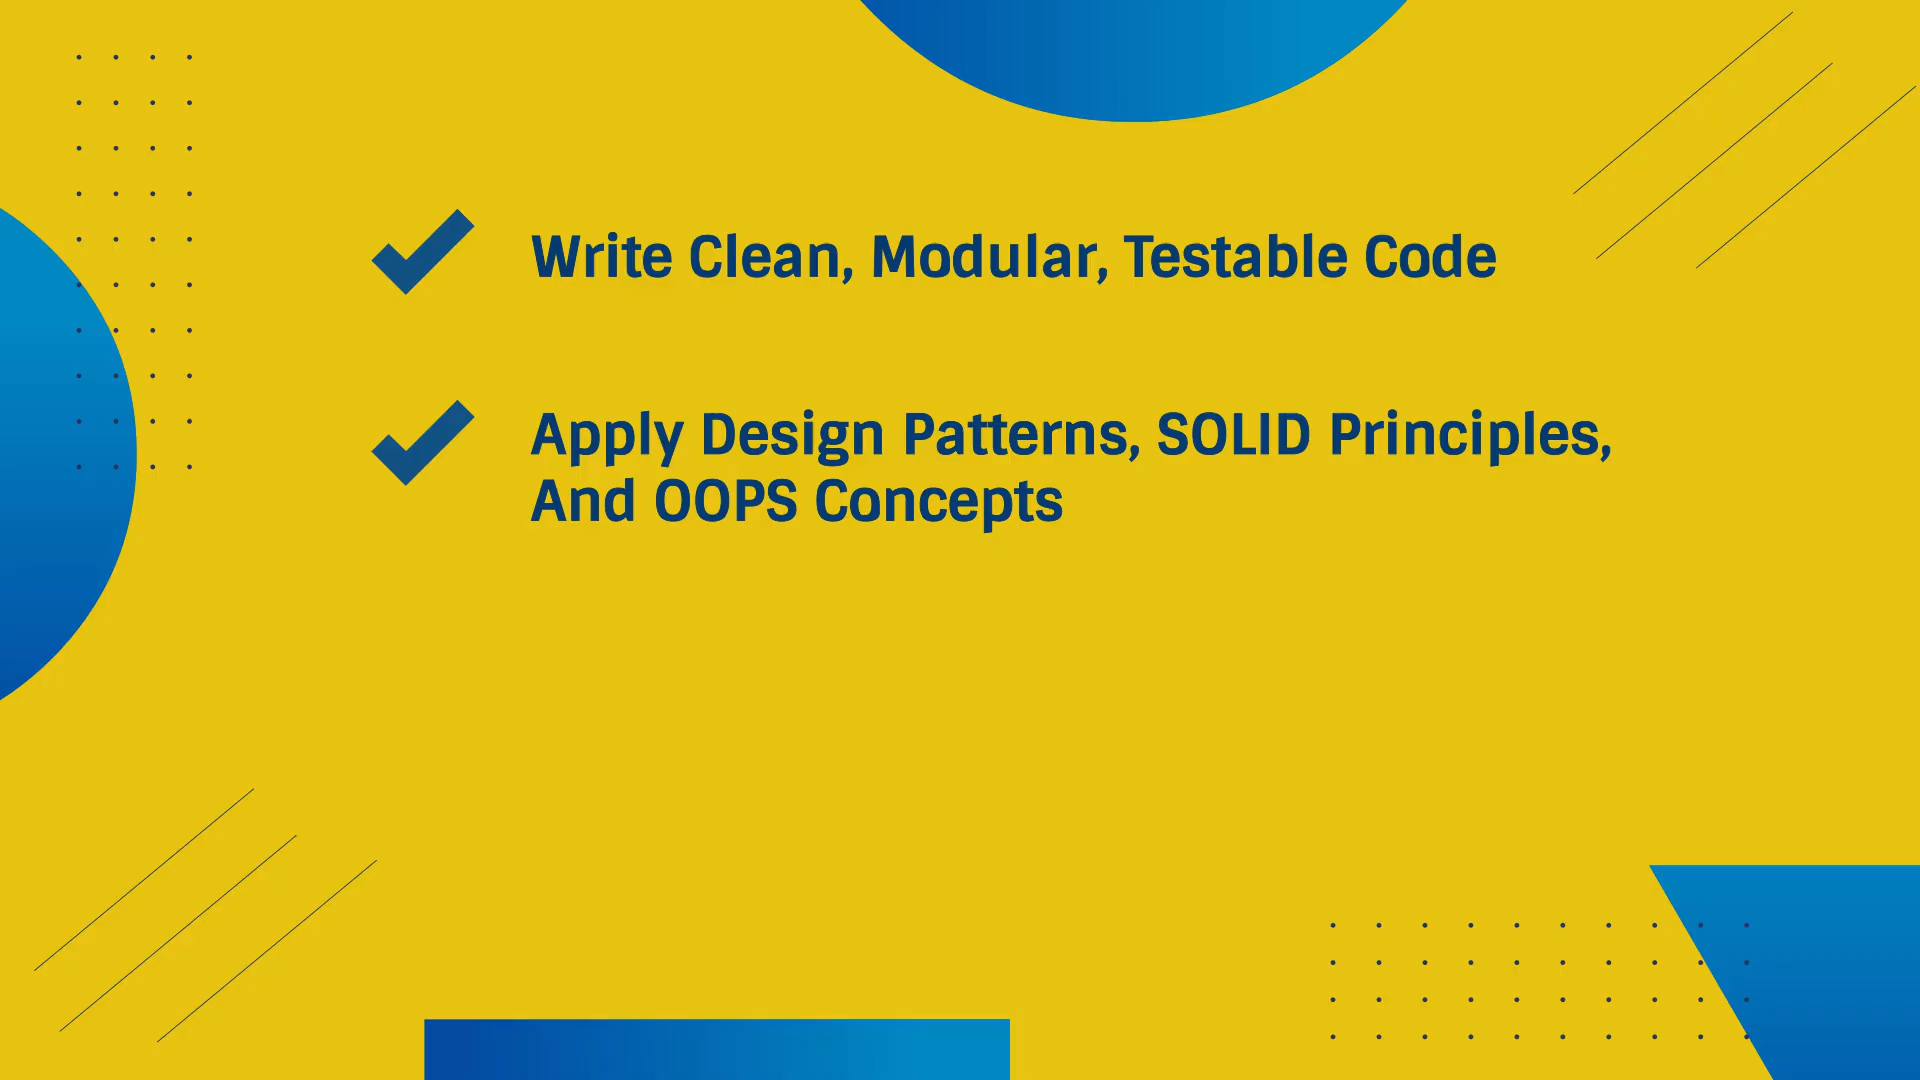 Write Clean, Modular, Testable Code
Apply Design Patterns, SOLID Principles,
And OOPS Concepts